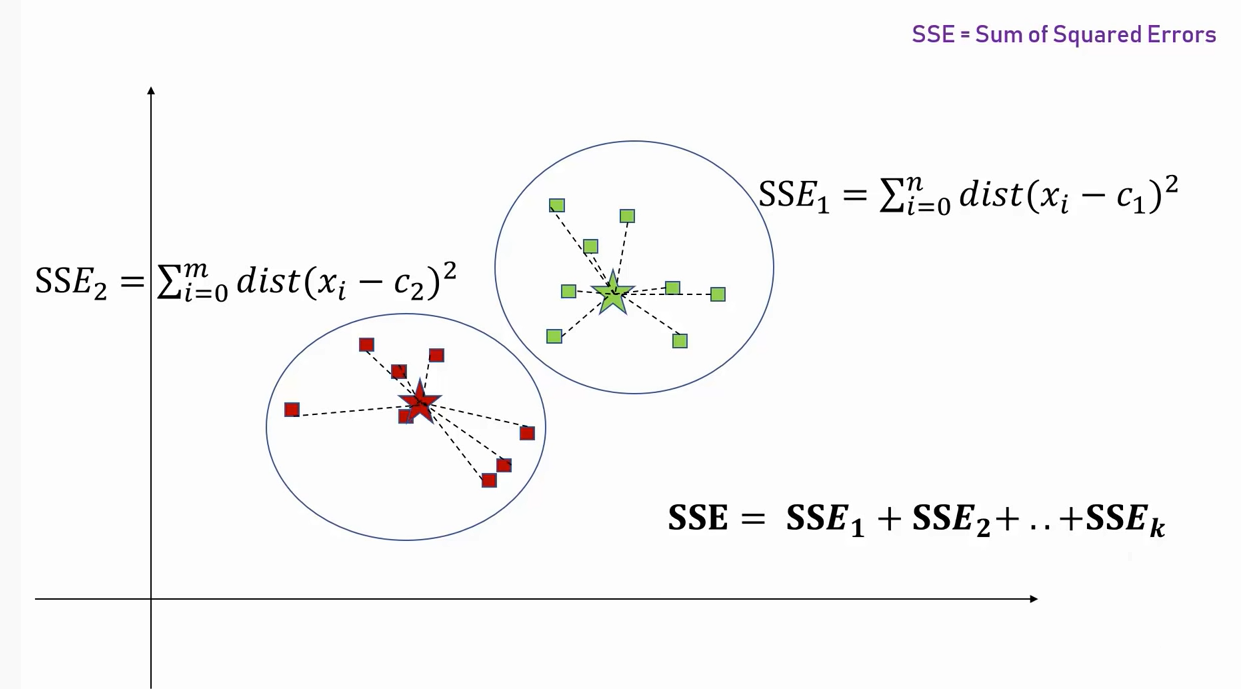 SSE = Sum of Squared Errors
SSE₁ = ∑ⁿᵢ₌₀ dist(xᵢ − c₁)²
SSE₂ = ∑ᵐᵢ₌₀ dist(xᵢ − c₂)²
SSE = SSE₁ + SSE₂+ . . +SSEₖ